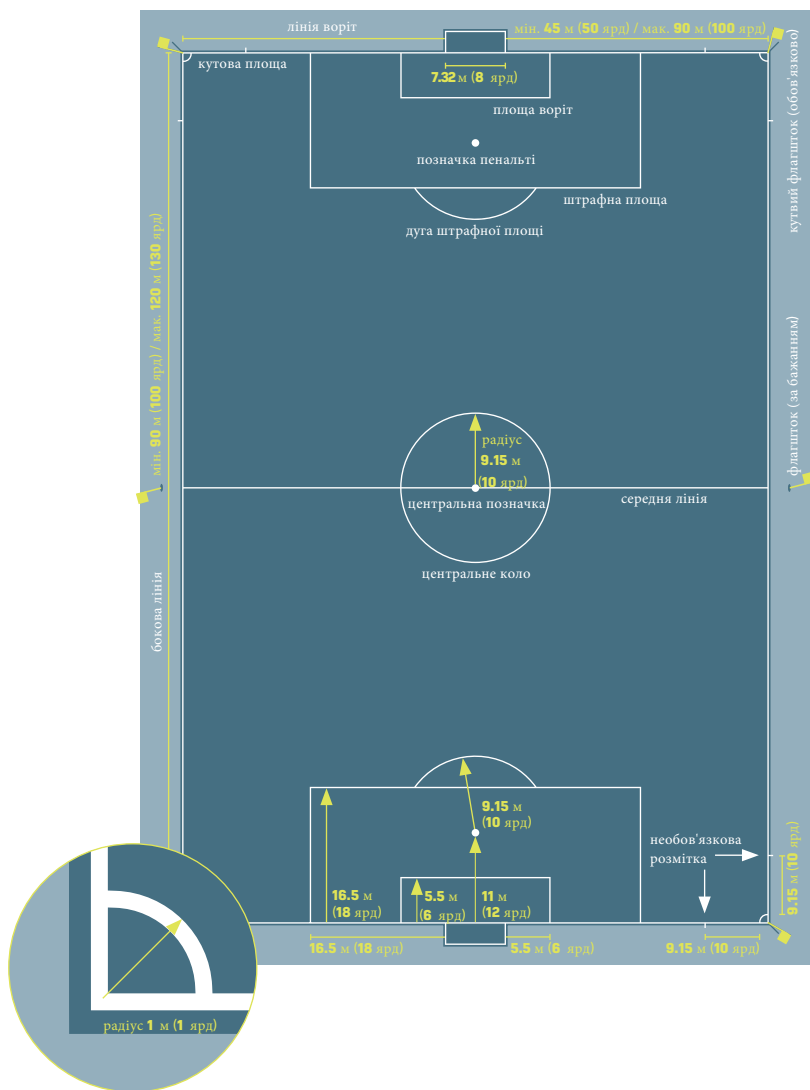 лінія воріт
мін. 45 м (50 ярд) / мак. 90 м (100 ярд)
кутова площа
7.32 м (8 ярд)
площа воріт
позначка пенальті
штрафна площа
дуга штрафної площі
кутвий флагшток (обов'язково)
мін. 90 м (100 ярд) / мак. 120 м (130 ярд)
флагшток (за бажанням)
радіус
9.15 м
(10 ярд)
центральна позначка
середня лінія
центральне коло
бокова лінія
9.15 м
(10 ярд)
необов'язкова
розмітка
9.15 м (10 ярд)
16.5 м
(18 ярд)
5.5 м
(6 ярд)
11 м
(12 ярд)
16.5 м (18 ярд)
5.5 м (6 ярд)
9.15 м (10 ярд)
радіус 1 м (1 ярд)